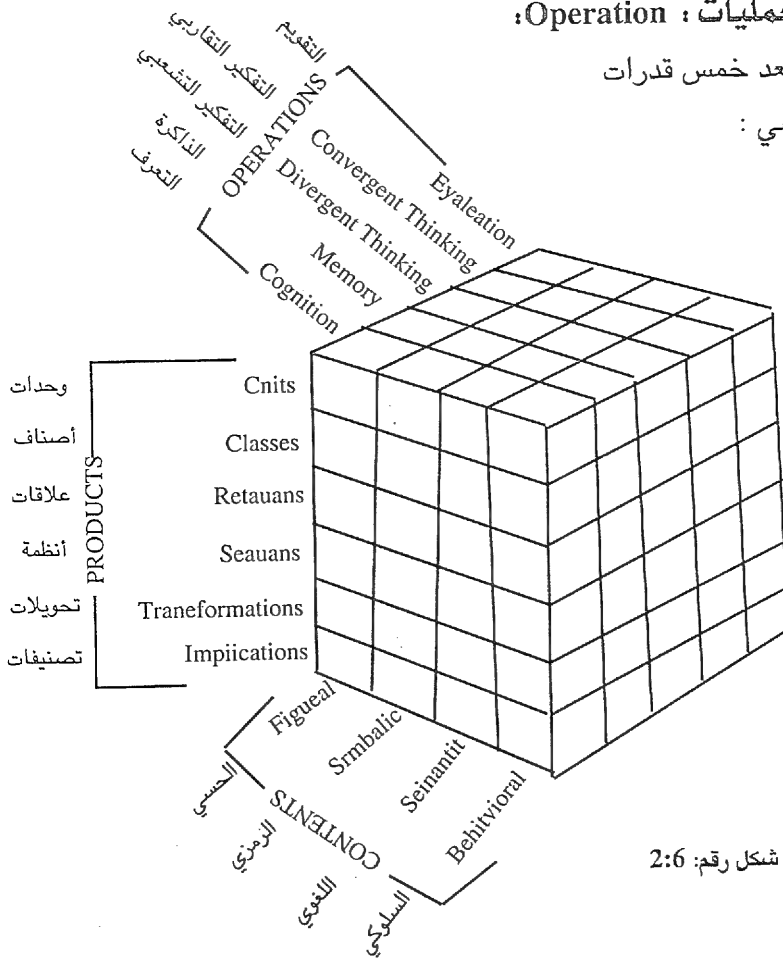 عمليات : Operation:
عد خمس قدرات
ي :
التقويم
التفكير التقاربي
التفكير التشعبي
الذاكرة
التعرف
OPERATIONS
Eyaleation
Convergent Thinking
Divergent Thinking
Memory
Cognition
وحدات
أصناف
علاقات
أنظمة
تحويلات
تصنيفات
PRODUCTS
Cnits
Classes
Retauans
Seauans
Traneformations
Impiications
Figueal
Srmbalic
Seinantit
Behitvioral
CONTENTS
الحسي
الرمزي
اللغوي
السلوكي
شكل رقم: 2:6